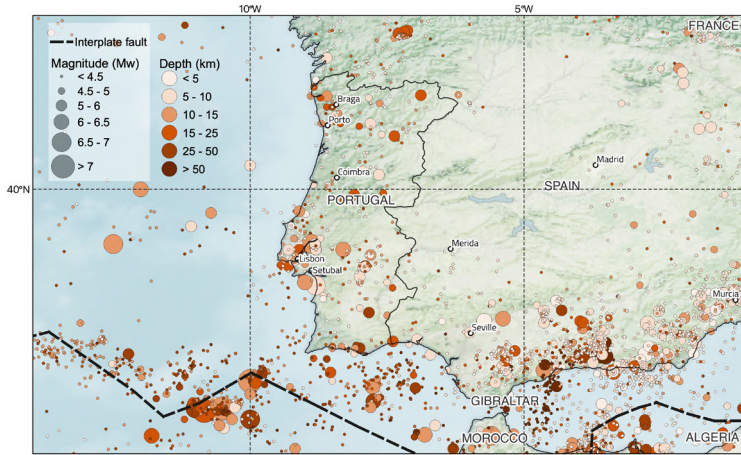 10°W
5°W
FRANCE
Interplate fault
Magnitude (Mw)
< 4.5
4.5 - 5
5 - 6
6 - 6.5
6.5 - 7
> 7
Depth (km)
< 5
5 - 10
10 - 15
15 - 25
25 - 50
> 50
Braga
Porto
Coimbra
Madrid
40°N
PORTUGAL
SPAIN
Merida
Lisbon
Setubal
Murcia
Seville
GIBRALTAR
MOROCCO
ALGERIA